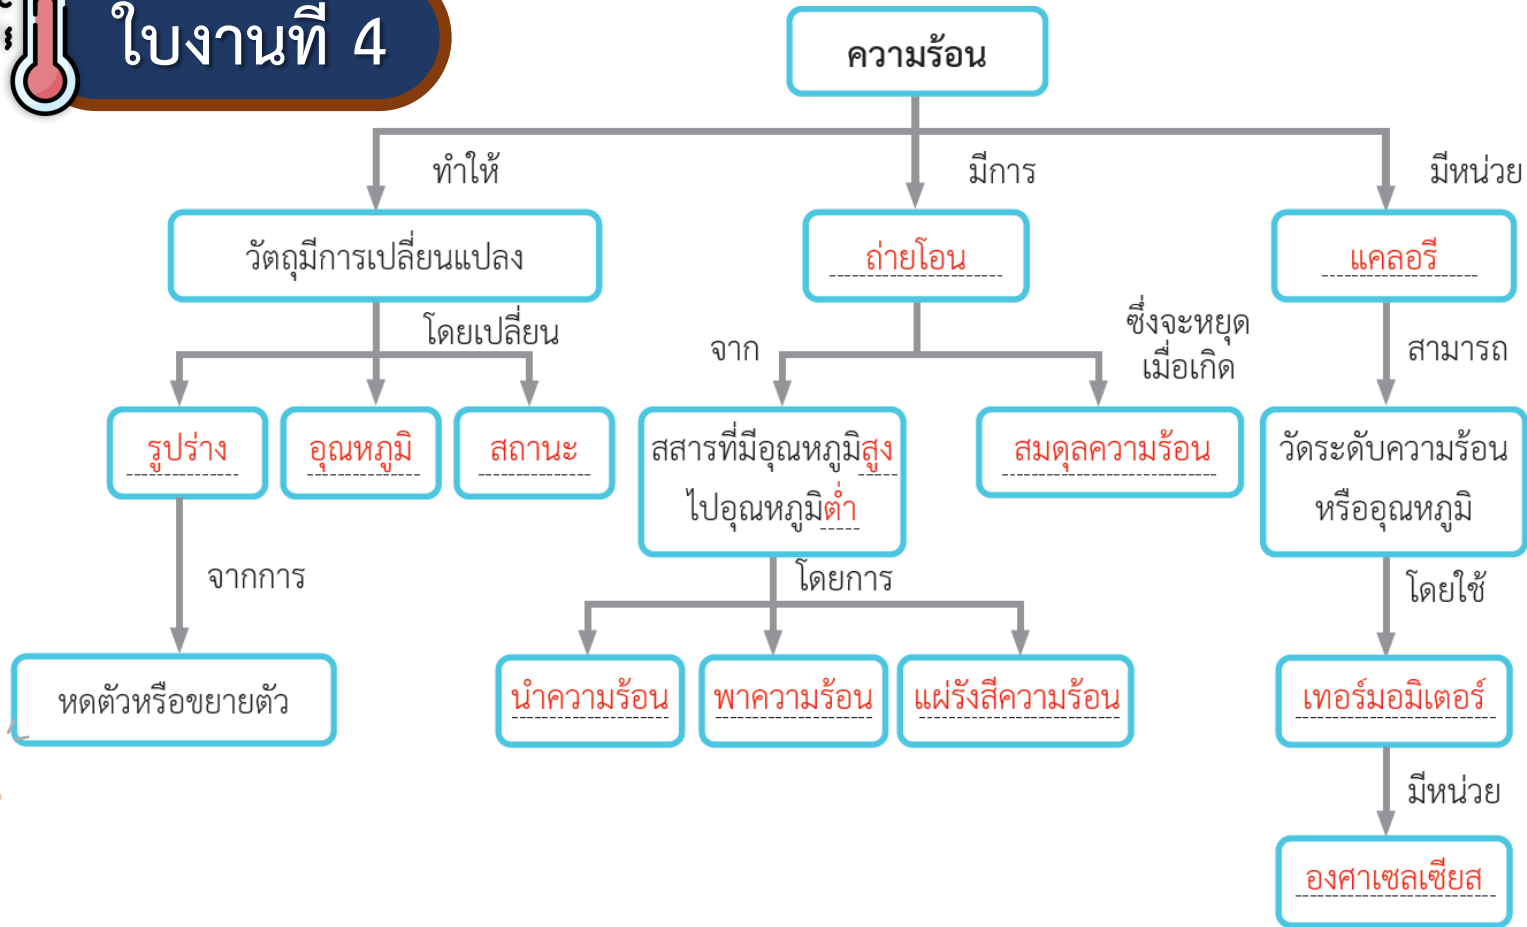 ใบงานที่ 4
ความร้อน
ทำให้
มีการ
มีหน่วย
วัตถุมีการเปลี่ยนแปลง
ถ่ายโอน
แคลอรี
โดยเปลี่ยน
จาก
ซึ่งจะหยุด
เมื่อเกิด
สามารถ
รูปร่าง
อุณหภูมิ
สถานะ
สสารที่มีอุณหภูมิสูง
ไปอุณหภูมิต่ำ
สมดุลความร้อน
วัดระดับความร้อน
หรืออุณหภูมิ
จากการ
โดยการ
โดยใช้
หดตัวหรือขยายตัว
นำความร้อน
พาความร้อน
แผ่รังสีความร้อน
เทอร์มอมิเตอร์
มีหน่วย
องศาเซลเซียส